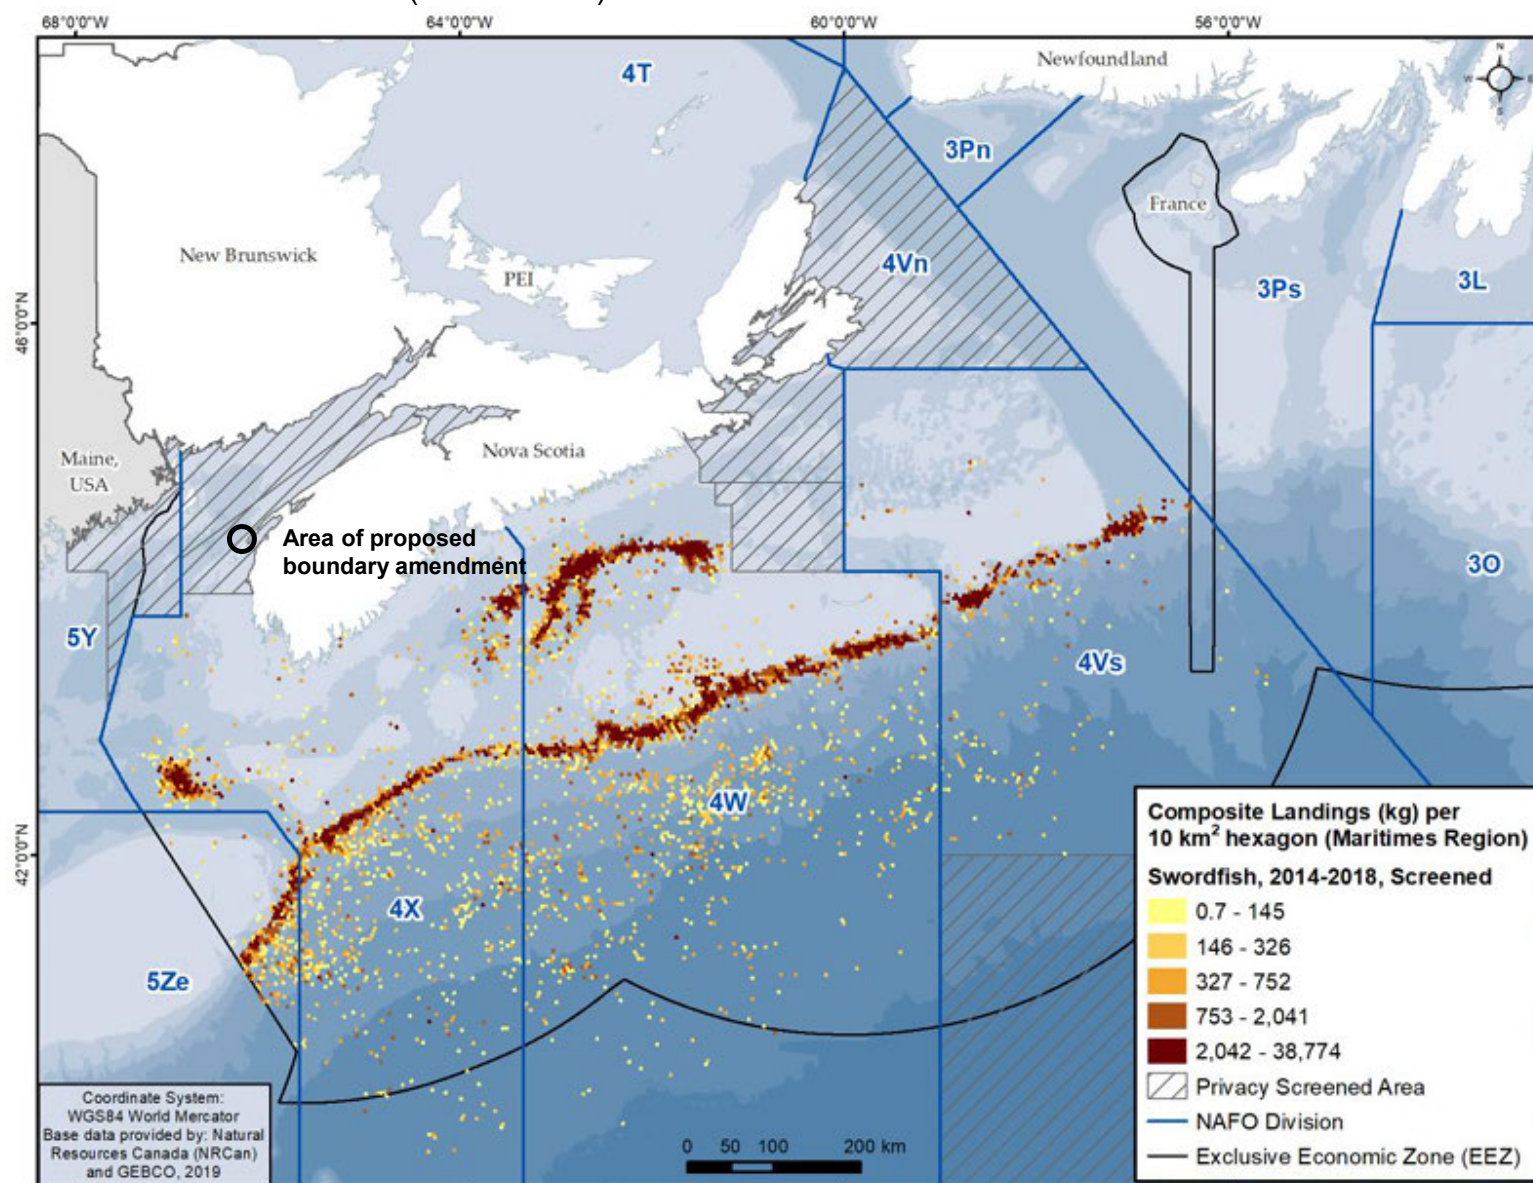 68°0'0"W
64°0'0"W
60°0'0"W
56°0'0"W
46°0'0"N
42°0'0"N
4T
Newfoundland
N
W
E
S
3Pn
France
New Brunswick
PEI
4Vn
3Ps
3L
Maine,
USA
Nova Scotia
Area of proposed
boundary amendment
5Y
3O
4Vs
4W
4X
5Ze
Composite Landings (kg) per
10 km² hexagon (Maritimes Region)
Swordfish, 2014-2018, Screened
0.7 - 145
146 - 326
327 - 752
753 - 2,041
2,042 - 38,774
Privacy Screened Area
NAFO Division
Exclusive Economic Zone (EEZ)
Coordinate System:
WGS84 World Mercator
Base data provided by: Natural
Resources Canada (NRCan)
and GEBCO, 2019
0 50 100 200 km